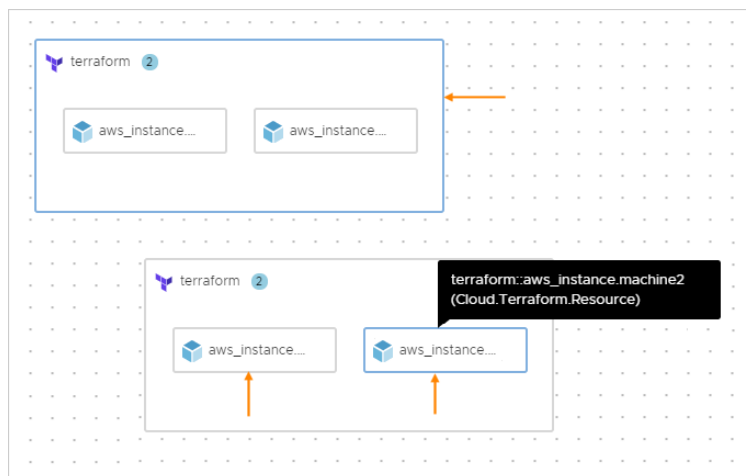 terraform 2
aws_instance.... aws_instance....
terraform 2
terraform::aws_instance.machine2
(Cloud.Terraform.Resource)
aws_instance.... aws_instance....